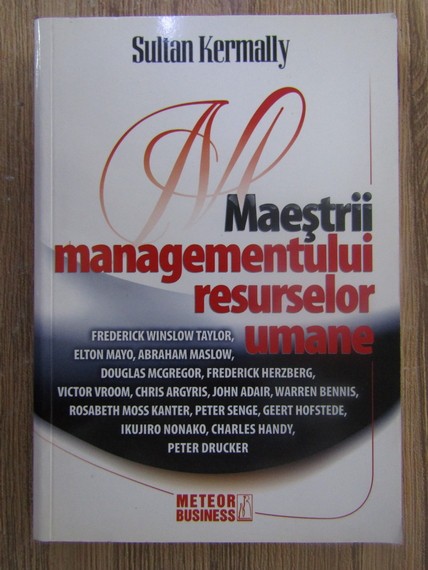 Sultan Kermally
M
Maeştrii
managementului
resurselor
umane
FREDERICK WINSLOW TAYLOR,
ELTON MAYO, ABRAHAM MASLOW,
DOUGLAS MCGREGOR, FREDERICK HERZBERG,
VICTOR VROOM, CHRIS ARGYRIS, JOHN ADAIR, WARREN BENNIS,
ROSABETH MOSS KANTER, PETER SENGE, GEERT HOFSTEDE,
IKUJIRO NONAKO, CHARLES HANDY,
PETER DRUCKER
METEOR
BUSINESS